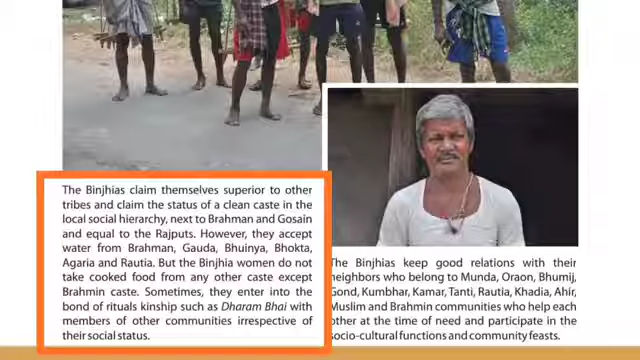 The Binjhias claim themselves superior to other
tribes and claim the status of a clean caste in the
local social hierarchy, next to Brahman and Gosain
and equal to the Rajputs. However, they accept
water from Brahman, Gauda, Bhuinya, Bhokta,
Agaria and Rautia. But the Binjhia women do not
take cooked food from any other caste except
Brahmin caste. Sometimes, they enter into the
bond of rituals kinship such as Dharam Bhai with
members of other communities irrespective of
their social status.
The Binjhias keep good relations with their
neighbors who belong to Munda, Oraon, Bhumij,
Gond, Kumbhar, Kamar, Tanti, Rautia, Khadia, Ahir,
Muslim and Brahmin communities who help each
other at the time of need and participate in the
socio-cultural functions and community feasts.